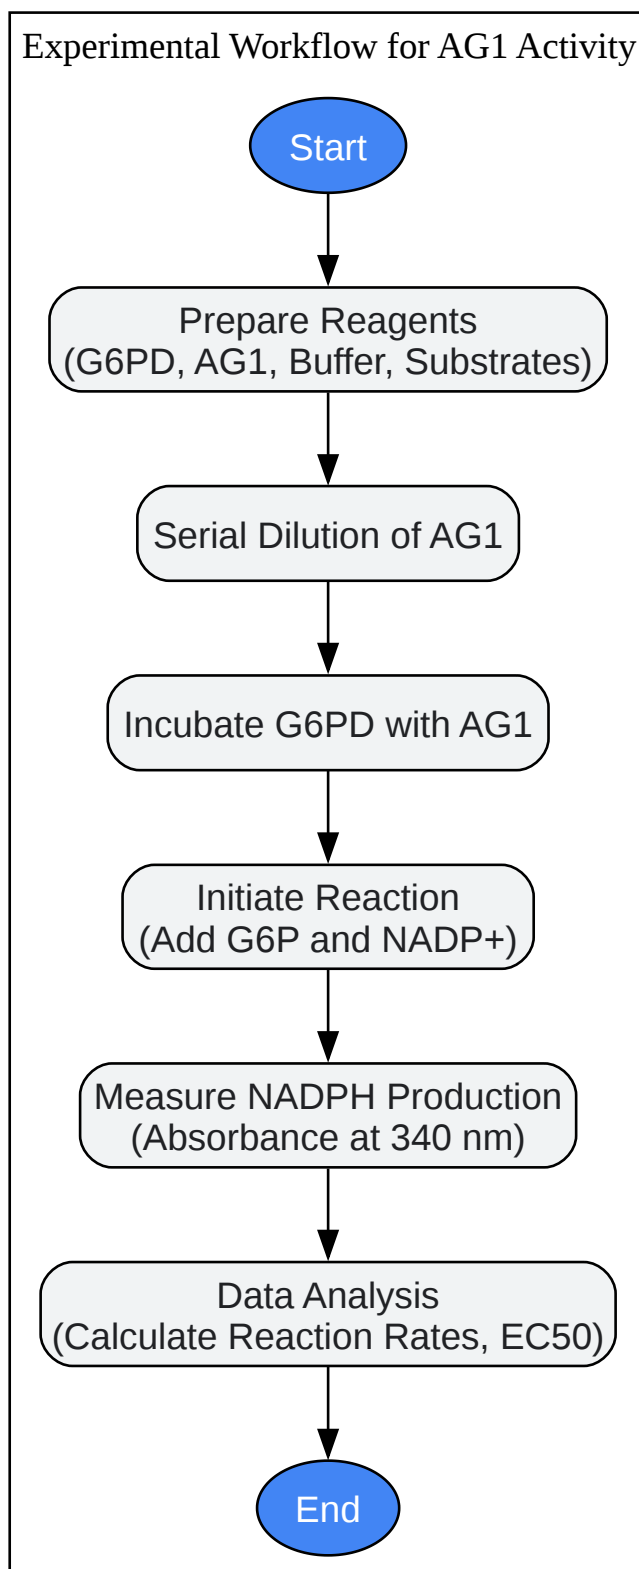 Experimental Workflow for AG1 Activity
Start
Prepare Reagents
(G6PD, AG1, Buffer, Substrates)
Serial Dilution of AG1
Incubate G6PD with AG1
Initiate Reaction
(Add G6P and NADP+)
Measure NADPH Production
(Absorbance at 340 nm)
Data Analysis
(Calculate Reaction Rates, EC50)
End